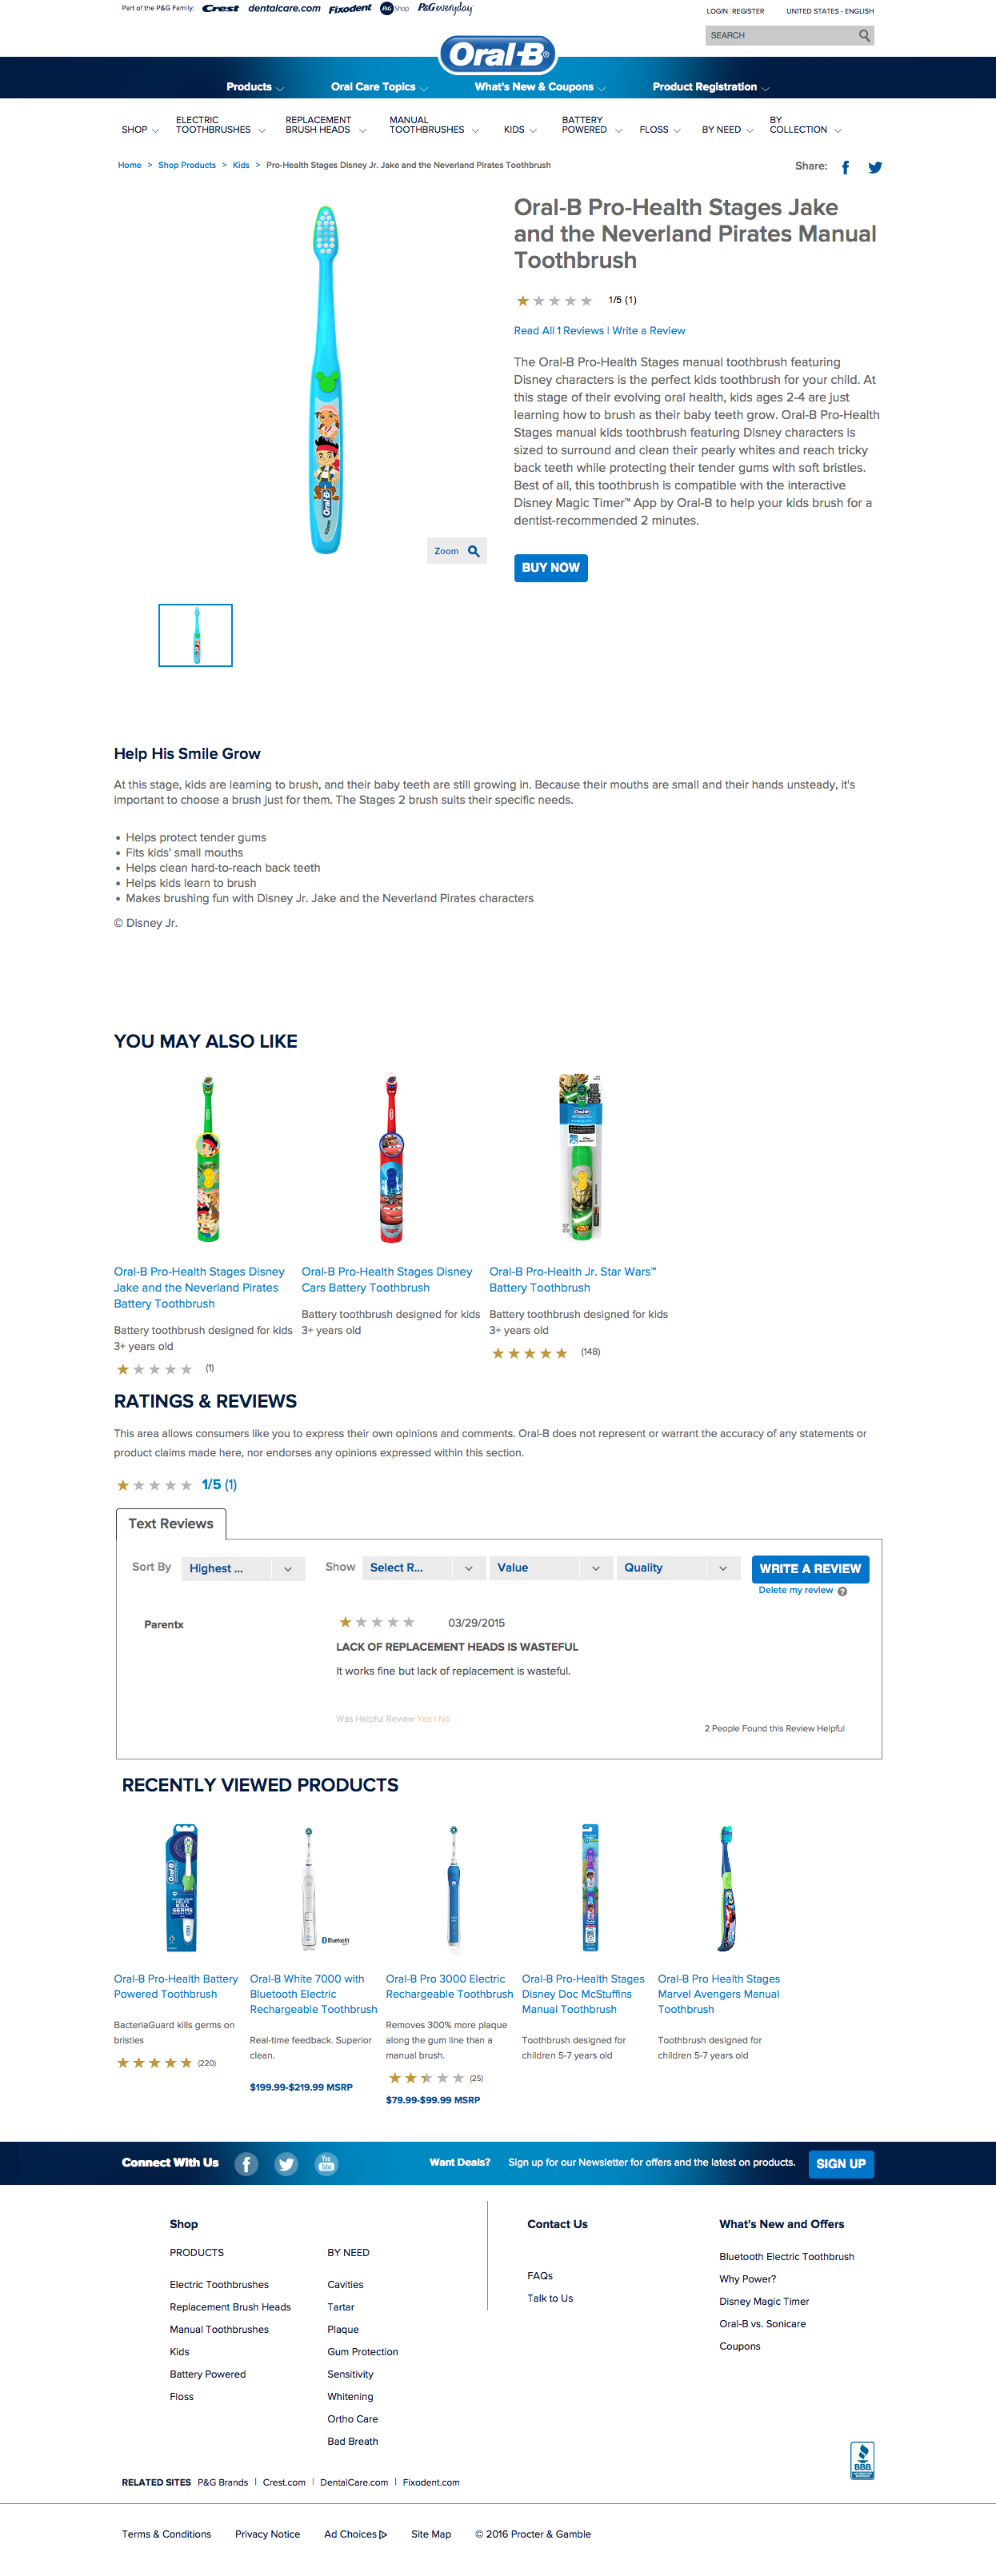 Part of the P&G Family: Crest dentalcare.com Fixodent P&G Shop P&Geveryday
LOGIN | REGISTER UNITED STATES - ENGLISH
SEARCH
Oral-B
Products Oral Care Topics What's New & Coupons Product Registration
SHOP ELECTRIC TOOTHBRUSHES REPLACEMENT BRUSH HEADS MANUAL TOOTHBRUSHES KIDS BATTERY POWERED FLOSS BY NEED BY COLLECTION
Home > Shop Products > Kids > Pro-Health Stages Disney Jr. Jake and the Neverland Pirates Toothbrush
Share:
Oral-B Pro-Health Stages Jake
and the Neverland Pirates Manual
Toothbrush
1/5 (1)
Read All 1 Reviews | Write a Review
The Oral-B Pro-Health Stages manual toothbrush featuring
Disney characters is the perfect kids toothbrush for your child. At
this stage of their evolving oral health, kids ages 2-4 are just
learning how to brush as their baby teeth grow. Oral-B Pro-Health
Stages manual kids toothbrush featuring Disney characters is
sized to surround and clean their pearly whites and reach tricky
back teeth while protecting their tender gums with soft bristles.
Best of all, this toothbrush is compatible with the interactive
Disney Magic Timer™ App by Oral-B to help your kids brush for a
dentist-recommended 2 minutes.
Oral-B
Zoom
BUY NOW
Help His Smile Grow
At this stage, kids are learning to brush, and their baby teeth are still growing in. Because their mouths are small and their hands unsteady, it's
important to choose a brush just for them. The Stages 2 brush suits their specific needs.
• Helps protect tender gums
• Fits kids' small mouths
• Helps clean hard-to-reach back teeth
• Helps kids learn to brush
• Makes brushing fun with Disney Jr. Jake and the Neverland Pirates characters
© Disney Jr.
YOU MAY ALSO LIKE
Oral-B Pro-Health Stages Disney
Jake and the Neverland Pirates
Battery Toothbrush
Battery toothbrush designed for kids
3+ years old
(1)
Oral-B Pro-Health Stages Disney
Cars Battery Toothbrush
Battery toothbrush designed for kids
3+ years old
Oral-B Pro-Health Jr. Star Wars™
Battery Toothbrush
Battery toothbrush designed for kids
3+ years old
(148)
RATINGS & REVIEWS
This area allows consumers like you to express their own opinions and comments. Oral-B does not represent or warrant the accuracy of any statements or
product claims made here, nor endorses any opinions expressed within this section.
1/5 (1)
Text Reviews
Sort By Highest ... Show Select R... Value Quality WRITE A REVIEW
Delete my review ?
Parentx
03/29/2015
LACK OF REPLACEMENT HEADS IS WASTEFUL
It works fine but lack of replacement is wasteful.
Was Helpful Review Yes | No
2 People Found this Review Helpful
RECENTLY VIEWED PRODUCTS
Oral-B
KILL
GERMS
Bluetooth
Oral-B Pro-Health Battery
Powered Toothbrush
BacteriaGuard kills germs on
bristles
(220)
Oral-B White 7000 with
Bluetooth Electric
Rechargeable Toothbrush
Real-time feedback. Superior
clean.
$199.99-$219.99 MSRP
Oral-B Pro 3000 Electric
Rechargeable Toothbrush
Removes 300% more plaque
along the gum line than a
manual brush.
(25)
$79.99-$99.99 MSRP
Oral-B Pro-Health Stages
Disney Doc McStuffins
Manual Toothbrush
Toothbrush designed for
children 5-7 years old
Oral-B Pro Health Stages
Marvel Avengers Manual
Toothbrush
Toothbrush designed for
children 5-7 years old
Connect With Us You Tube Want Deals? Sign up for our Newsletter for offers and the latest on products. SIGN UP
Shop
PRODUCTS
Electric Toothbrushes
Replacement Brush Heads
Manual Toothbrushes
Kids
Battery Powered
Floss
BY NEED
Cavities
Tartar
Plaque
Gum Protection
Sensitivity
Whitening
Ortho Care
Bad Breath
Contact Us
FAQs
Talk to Us
What's New and Offers
Bluetooth Electric Toothbrush
Why Power?
Disney Magic Timer
Oral-B vs. Sonicare
Coupons
BBB
RELATED SITES P&G Brands | Crest.com | DentalCare.com | Fixodent.com
Terms & Conditions Privacy Notice Ad Choices Site Map © 2016 Procter & Gamble